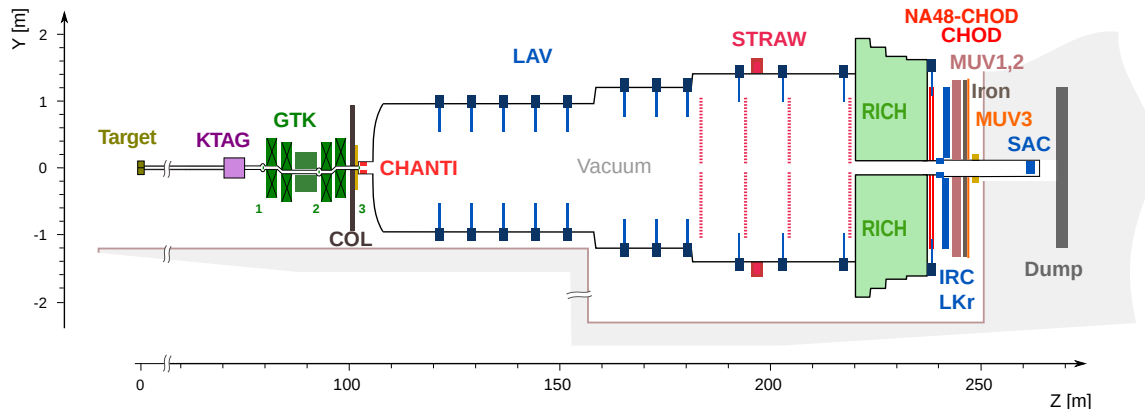 Y [m]
2
1
0
-1
-2
Target
KTAG
GTK
1
2
3
COL
CHANTI
LAV
Vacuum
STRAW
RICH
RICH
NA48-CHOD
CHOD
MUV1,2
Iron
MUV3
SAC
IRC
LKr
Dump
0
100
150
200
250
Z [m]